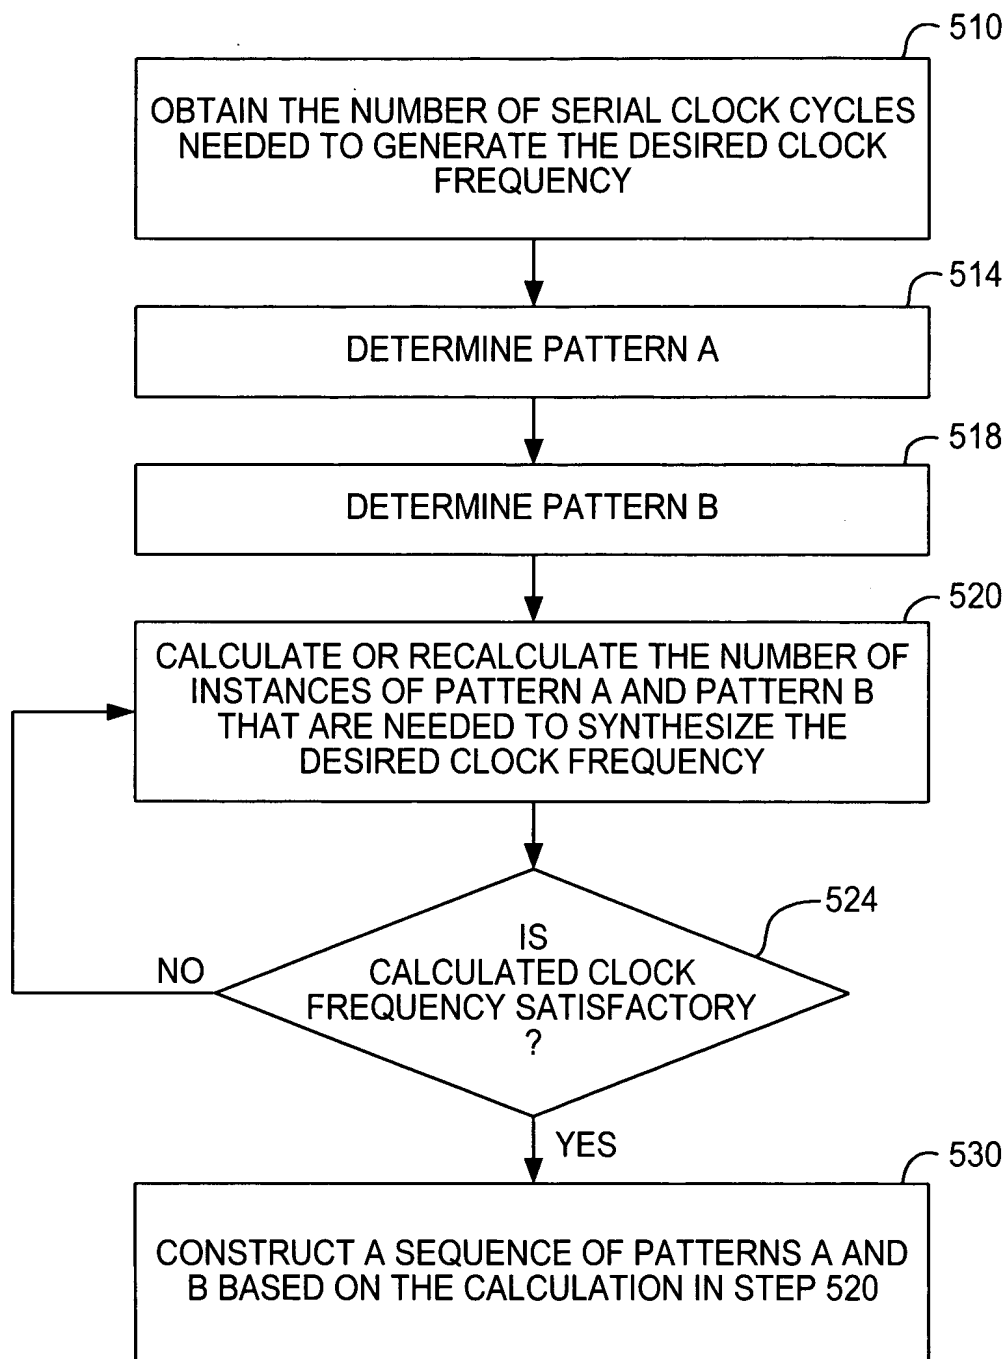 510
OBTAIN THE NUMBER OF SERIAL CLOCK CYCLES
NEEDED TO GENERATE THE DESIRED CLOCK
FREQUENCY
514
DETERMINE PATTERN A
518
DETERMINE PATTERN B
520
CALCULATE OR RECALCULATE THE NUMBER OF
INSTANCES OF PATTERN A AND PATTERN B
THAT ARE NEEDED TO SYNTHESIZE THE
DESIRED CLOCK FREQUENCY
524
IS
CALCULATED CLOCK
FREQUENCY SATISFACTORY
?
NO
YES
530
CONSTRUCT A SEQUENCE OF PATTERNS A AND
B BASED ON THE CALCULATION IN STEP 520